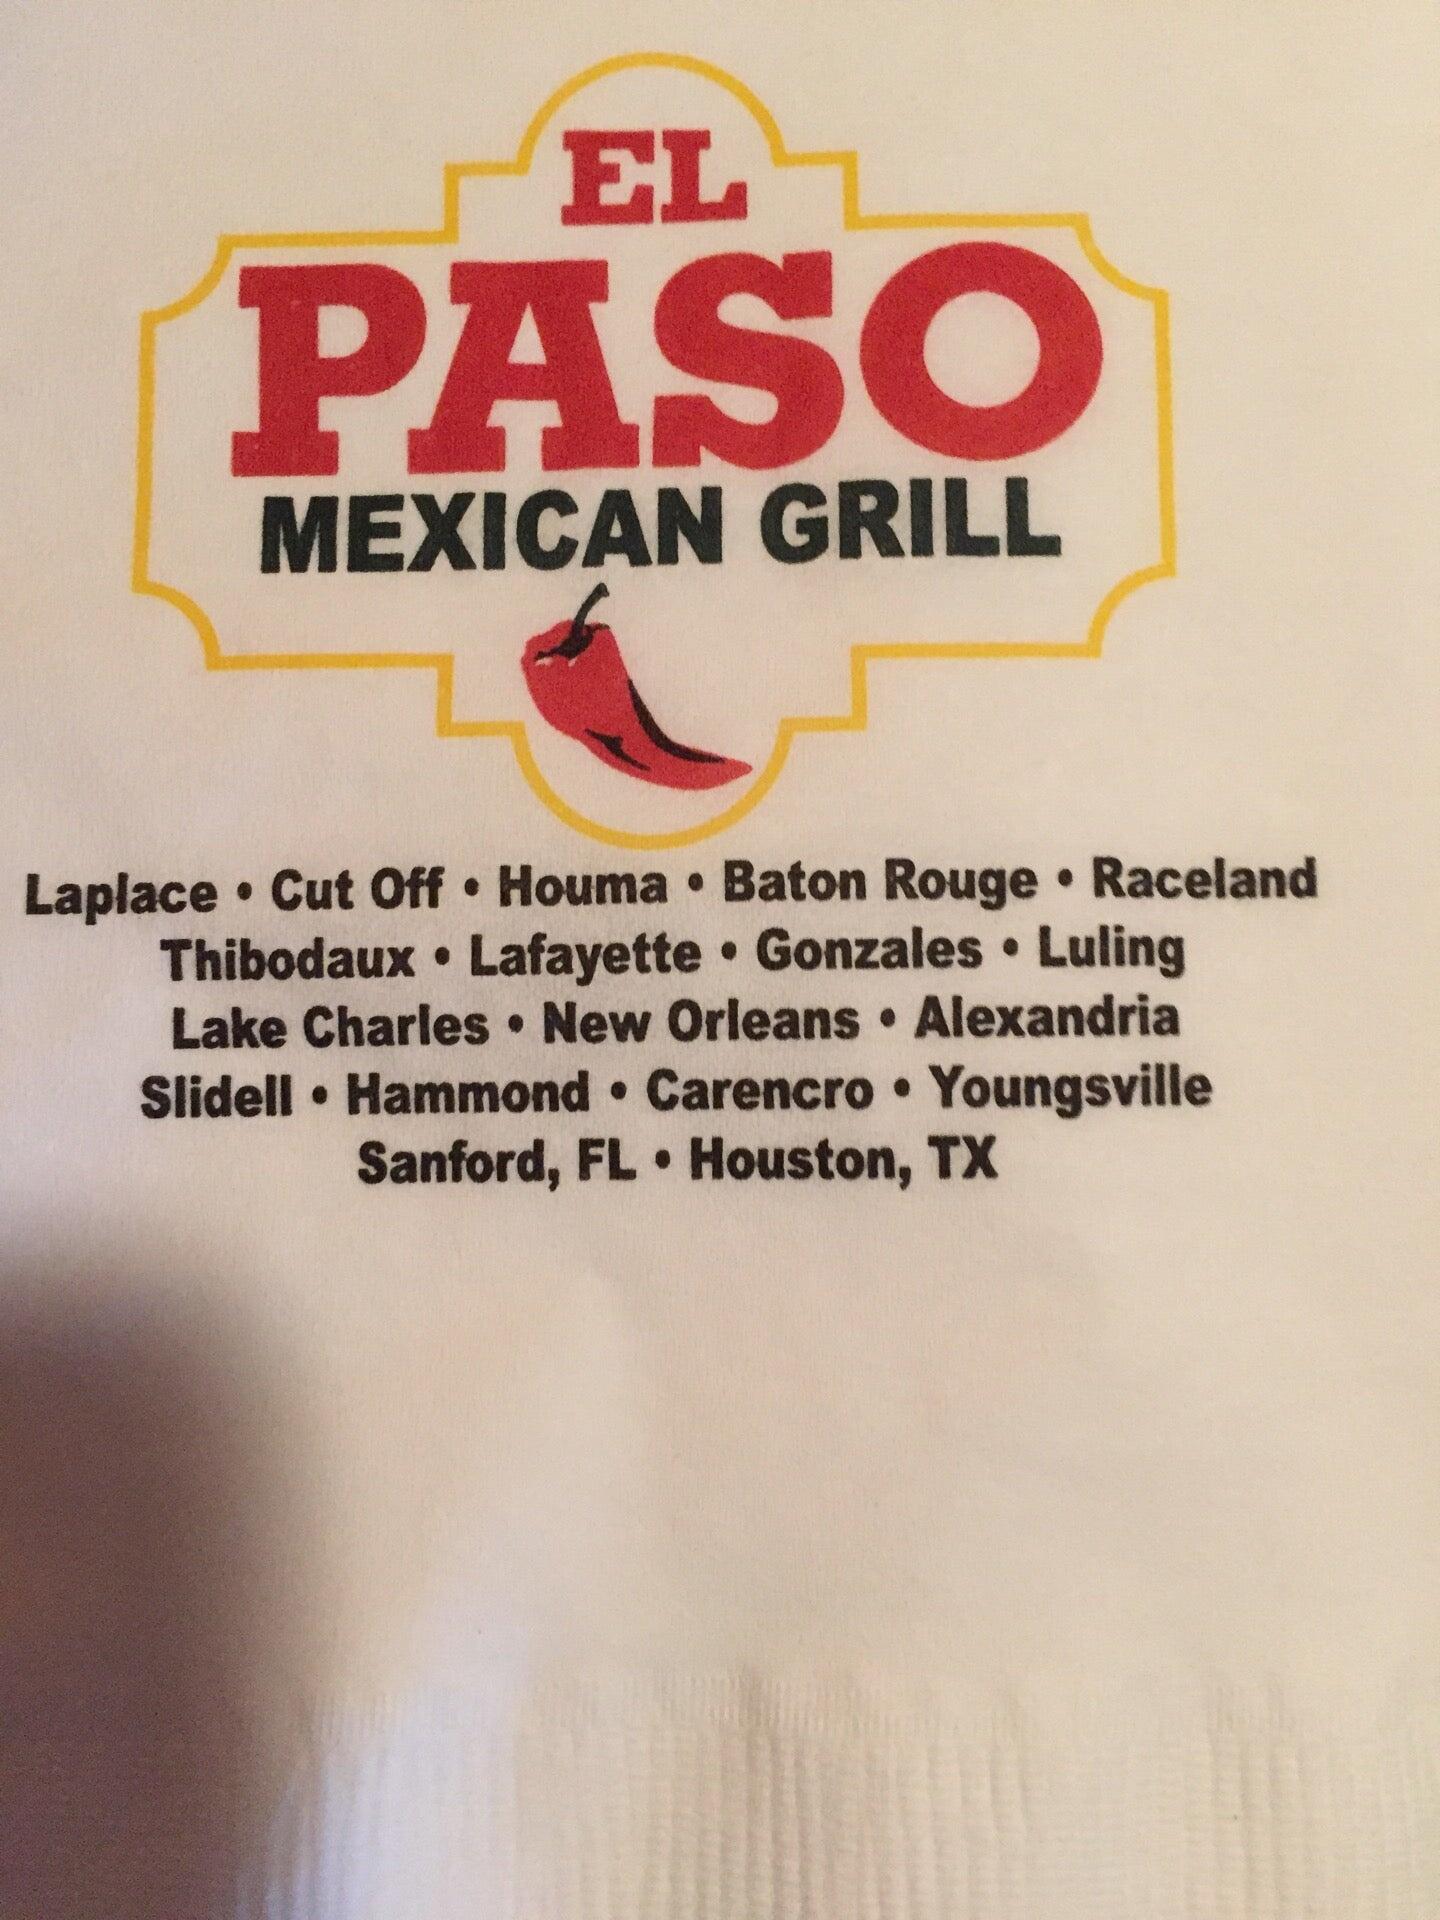 EL
PASO
MEXICAN GRILL
Laplace • Cut Off • Houma • Baton Rouge • Raceland
Thibodaux • Lafayette • Gonzales • Luling
Lake Charles • New Orleans • Alexandria
Slidell • Hammond • Carencro • Youngsville
Sanford, FL • Houston, TX